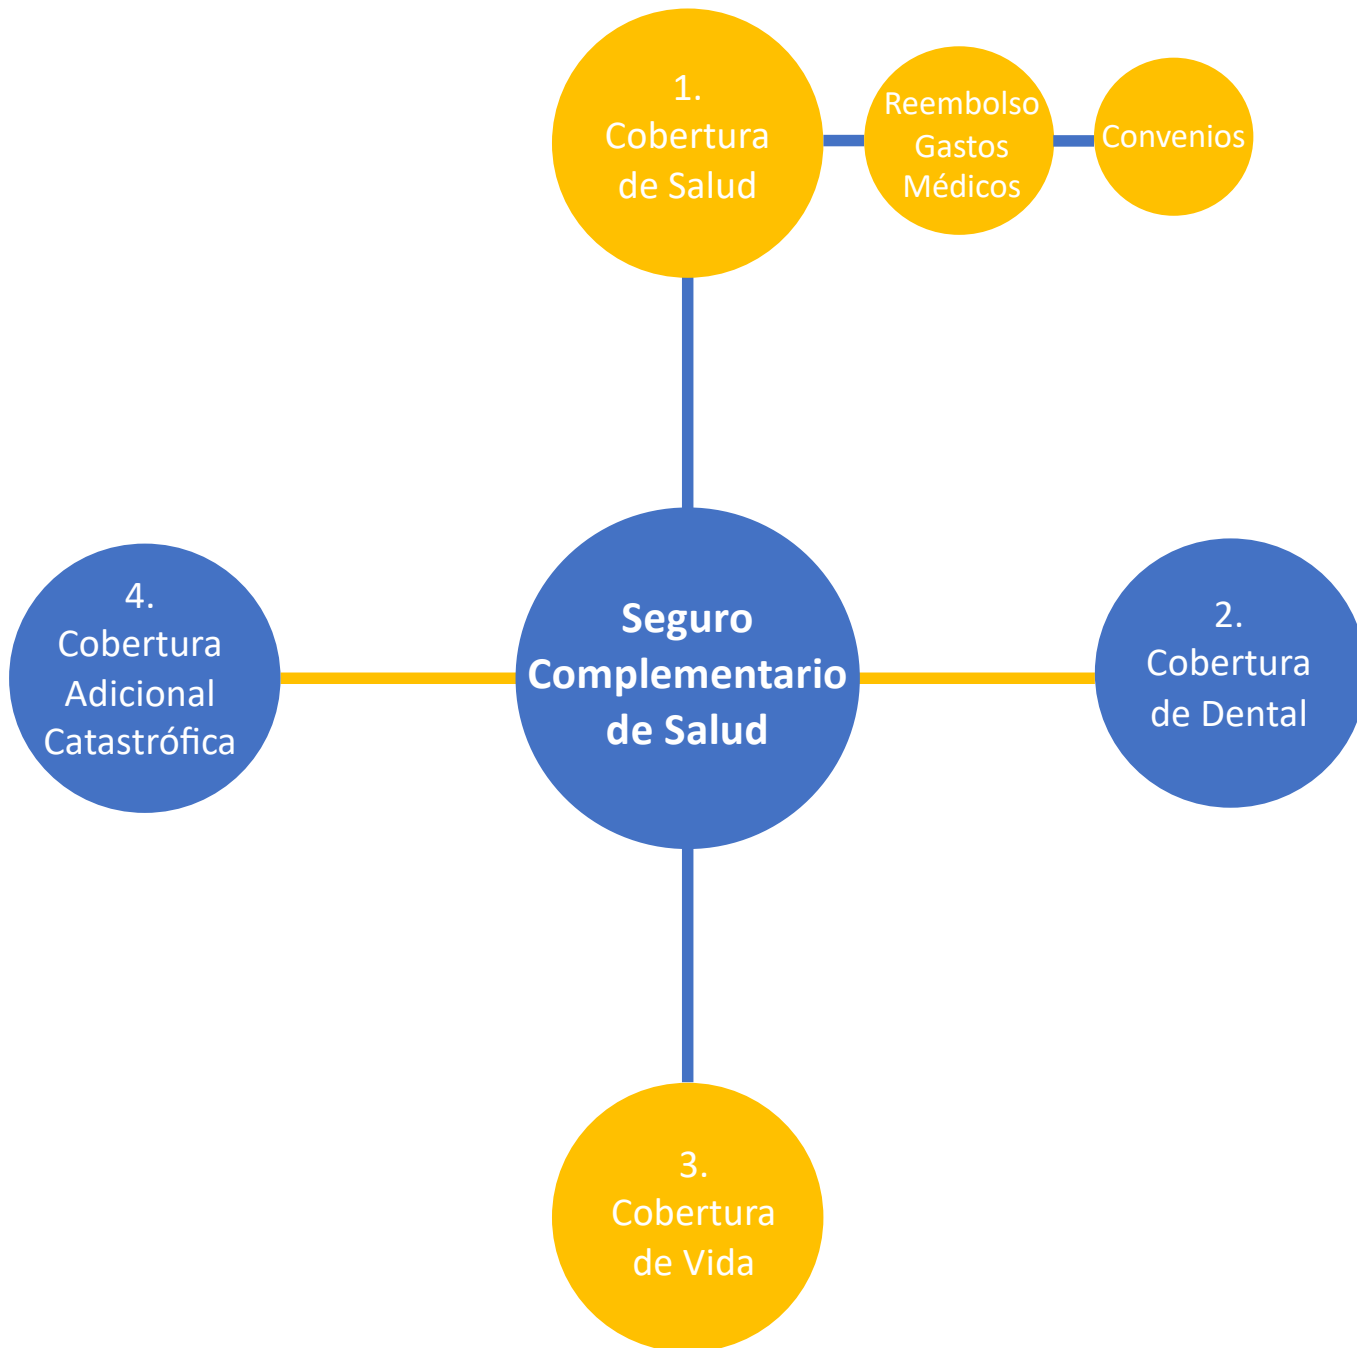 1.
Cobertura
de Salud
Reembolso
Gastos
Médicos
Convenios
Seguro
Complementario
de Salud
2.
Cobertura
de Dental
3.
Cobertura
de Vida
4.
Cobertura
Adicional
Catastrófica